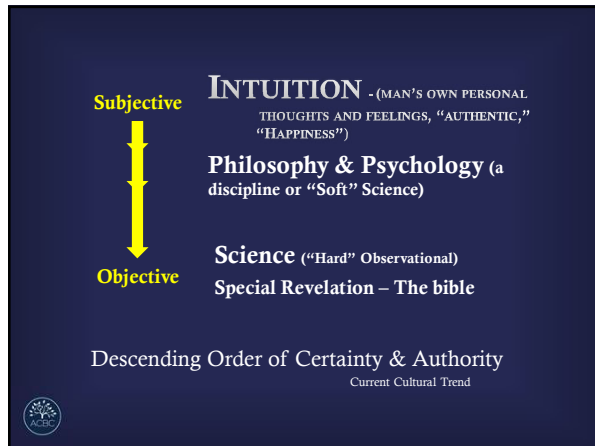 Subjective
INTUITION - (MAN'S OWN PERSONAL
THOUGHTS AND FEELINGS, "AUTHENTIC,"
"HAPPINESS")
Philosophy & Psychology (a
discipline or "Soft" Science)
Science ("Hard" Observational)
Objective
Special Revelation – The bible
Descending Order of Certainty & Authority
Current Cultural Trend
ACBC